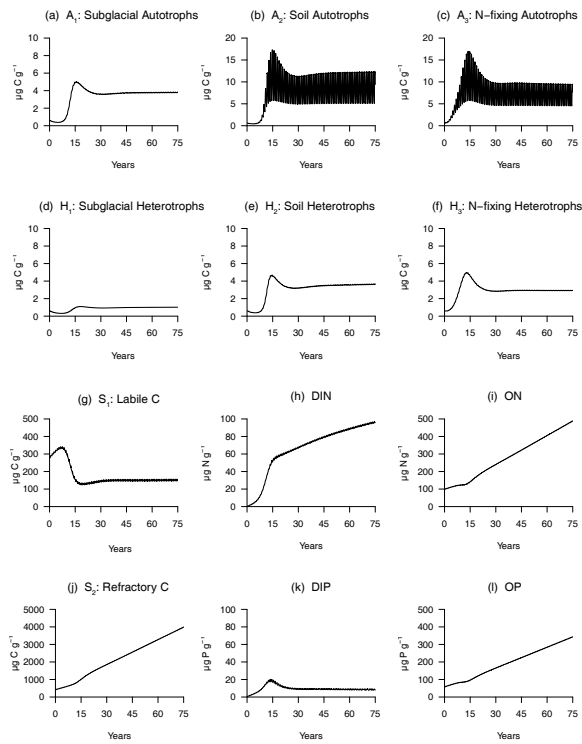 (a) A₁: Subglacial Autotrophs
(b) A₂: Soil Autotrophs
(c) A₃: N−fixing Autotrophs
µg C g⁻¹
10
8
6
4
2
0
0 15 30 45 60 75
Years
µg C g⁻¹
20
15
10
5
0
0 15 30 45 60 75
Years
µg C g⁻¹
20
15
10
5
0
0 15 30 45 60 75
Years
(d) H₁: Subglacial Heterotrophs
(e) H₂: Soil Heterotrophs
(f) H₃: N−fixing Heterotrophs
µg C g⁻¹
10
8
6
4
2
0
0 15 30 45 60 75
Years
µg C g⁻¹
10
8
6
4
2
0
0 15 30 45 60 75
Years
µg C g⁻¹
10
8
6
4
2
0
0 15 30 45 60 75
Years
(g) S₁: Labile C
(h) DIN
(i) ON
µg C g⁻¹
500
400
300
200
100
0
0 15 30 45 60 75
Years
µg N g⁻¹
100
80
60
40
20
0
0 15 30 45 60 75
Years
µg N g⁻¹
500
400
300
200
100
0
0 15 30 45 60 75
Years
(j) S₂: Refractory C
(k) DIP
(l) OP
µg C g⁻¹
5000
4000
3000
2000
1000
0
0 15 30 45 60 75
Years
µg P g⁻¹
100
80
60
40
20
0
0 15 30 45 60 75
Years
µg P g⁻¹
500
400
300
200
100
0
0 15 30 45 60 75
Years